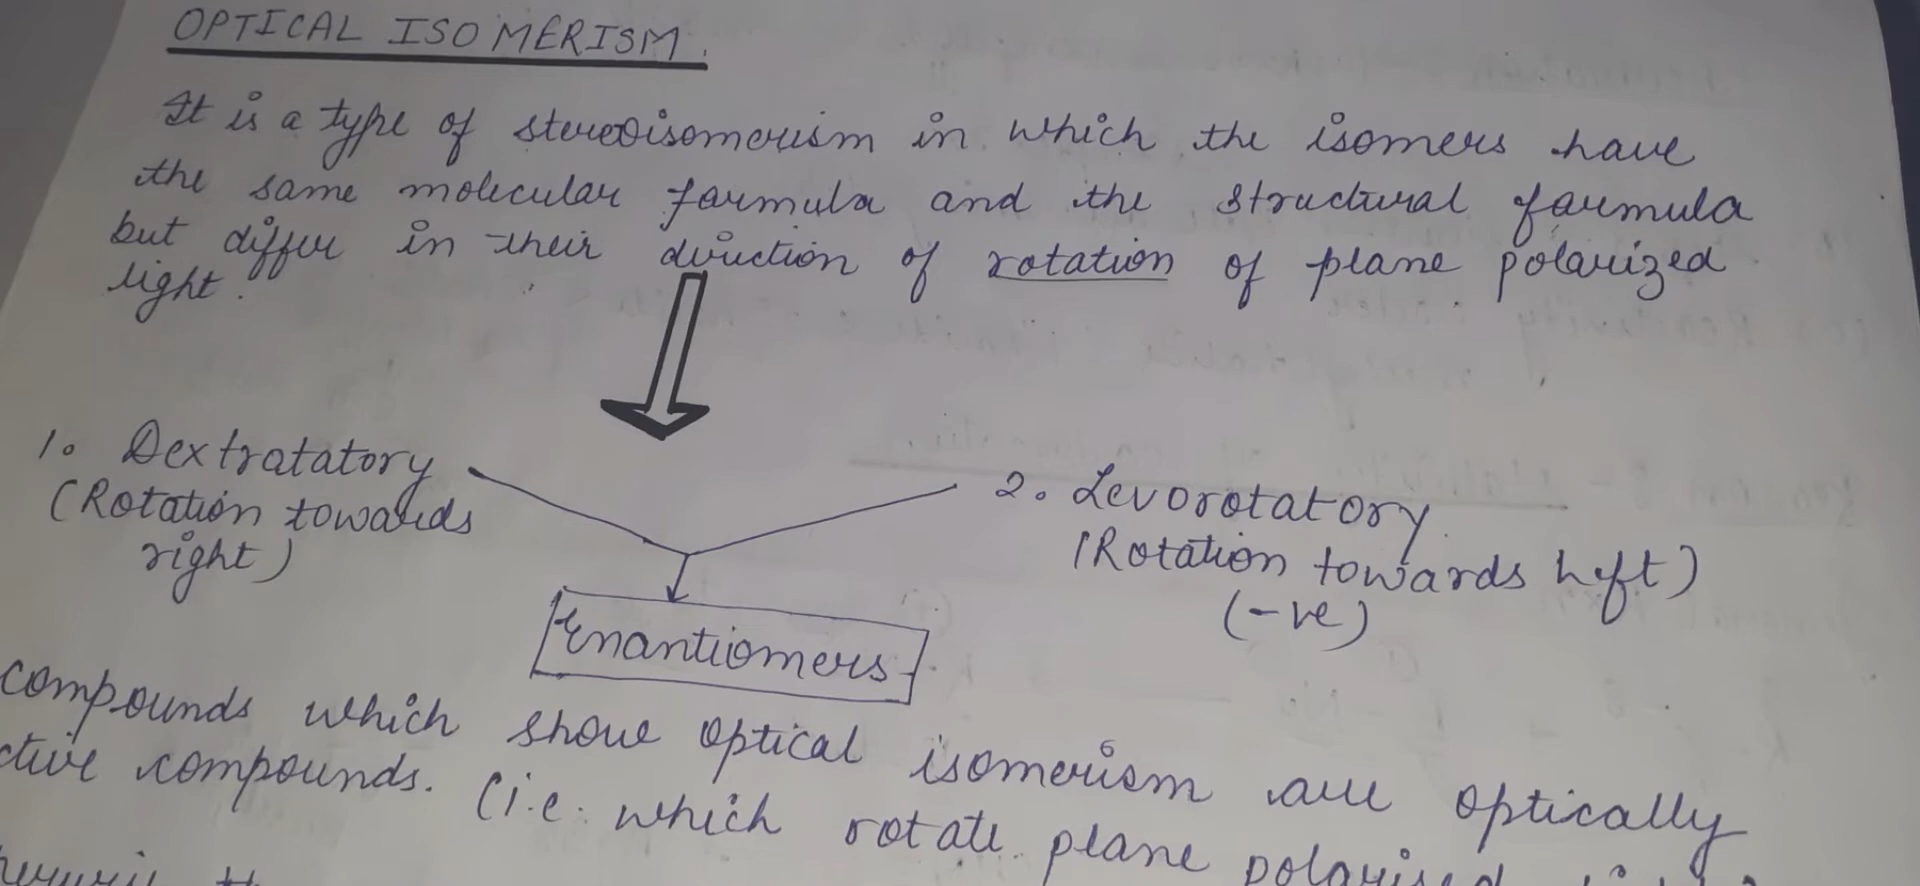 OPTICAL ISOMERISM.
It is a type of stereoisomerism in which the isomers have
the same molecular formula and the structural formula
but differ in their direction of rotation of plane polarized
light.
1. Dextratatory
(Rotation towards
right)
2. Levorotatory
(Rotation towards left)
(-ve)
Enantiomers
compounds which show optical isomerism are optically
ctive compounds. (i.e. which rotate plane polarised